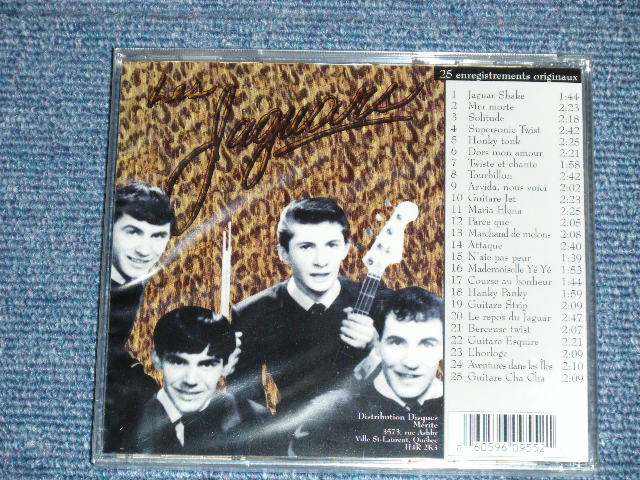 Les
Jaguars
25 enregistrements originaux
1 Jaguar Shake 1:44
2 Mer morte 2:23
3 Solitude 2:18
4 Supersonic Twist 2:42
5 Honky tonk 2:25
6 Dors mon amour 2:21
7 Twiste et chante 1:58
8 Tourbillon 2:42
9 Arvida, nous voici 2:02
10 Guitare Jet 2:23
11 Maria Elena 2:25
12 Parce que 2:05
13 Marchand de melons 2:08
14 Attaque 2:40
15 N'aie pas peur 1:39
16 Mademoiselle Yé Yé 1:53
17 Course au bonheur 1:44
18 Hanky Panky 1:59
19 Guitare Strip 2:09
20 Le repos du Jaguar 2:47
21 Berceuse twist 2:07
22 Guitare Esquire 2:21
23 L'horloge 2:09
24 Aventures dans les Îles 2:10
25 Guitare Cha Cha 2:09
Distribution Disques
Mérite
3573, rue Ashby
Ville St-Laurent, Québec
H4R 2K3
0 60596 09552 1